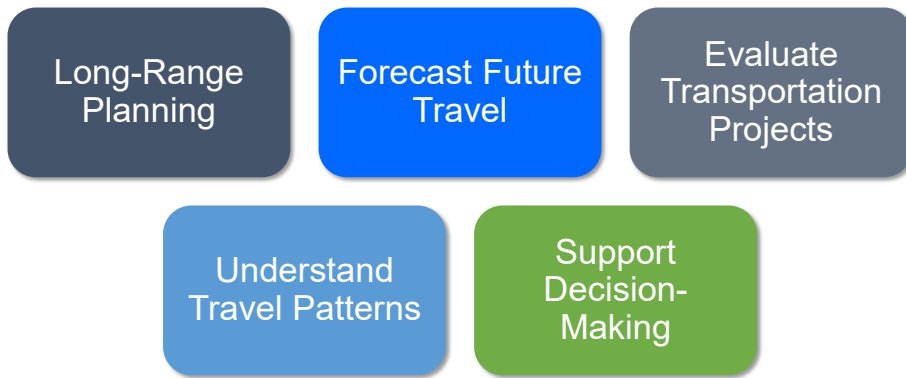 Long-Range
Planning
Forecast Future
Travel
Evaluate
Transportation
Projects
Understand
Travel Patterns
Support
Decision-
Making